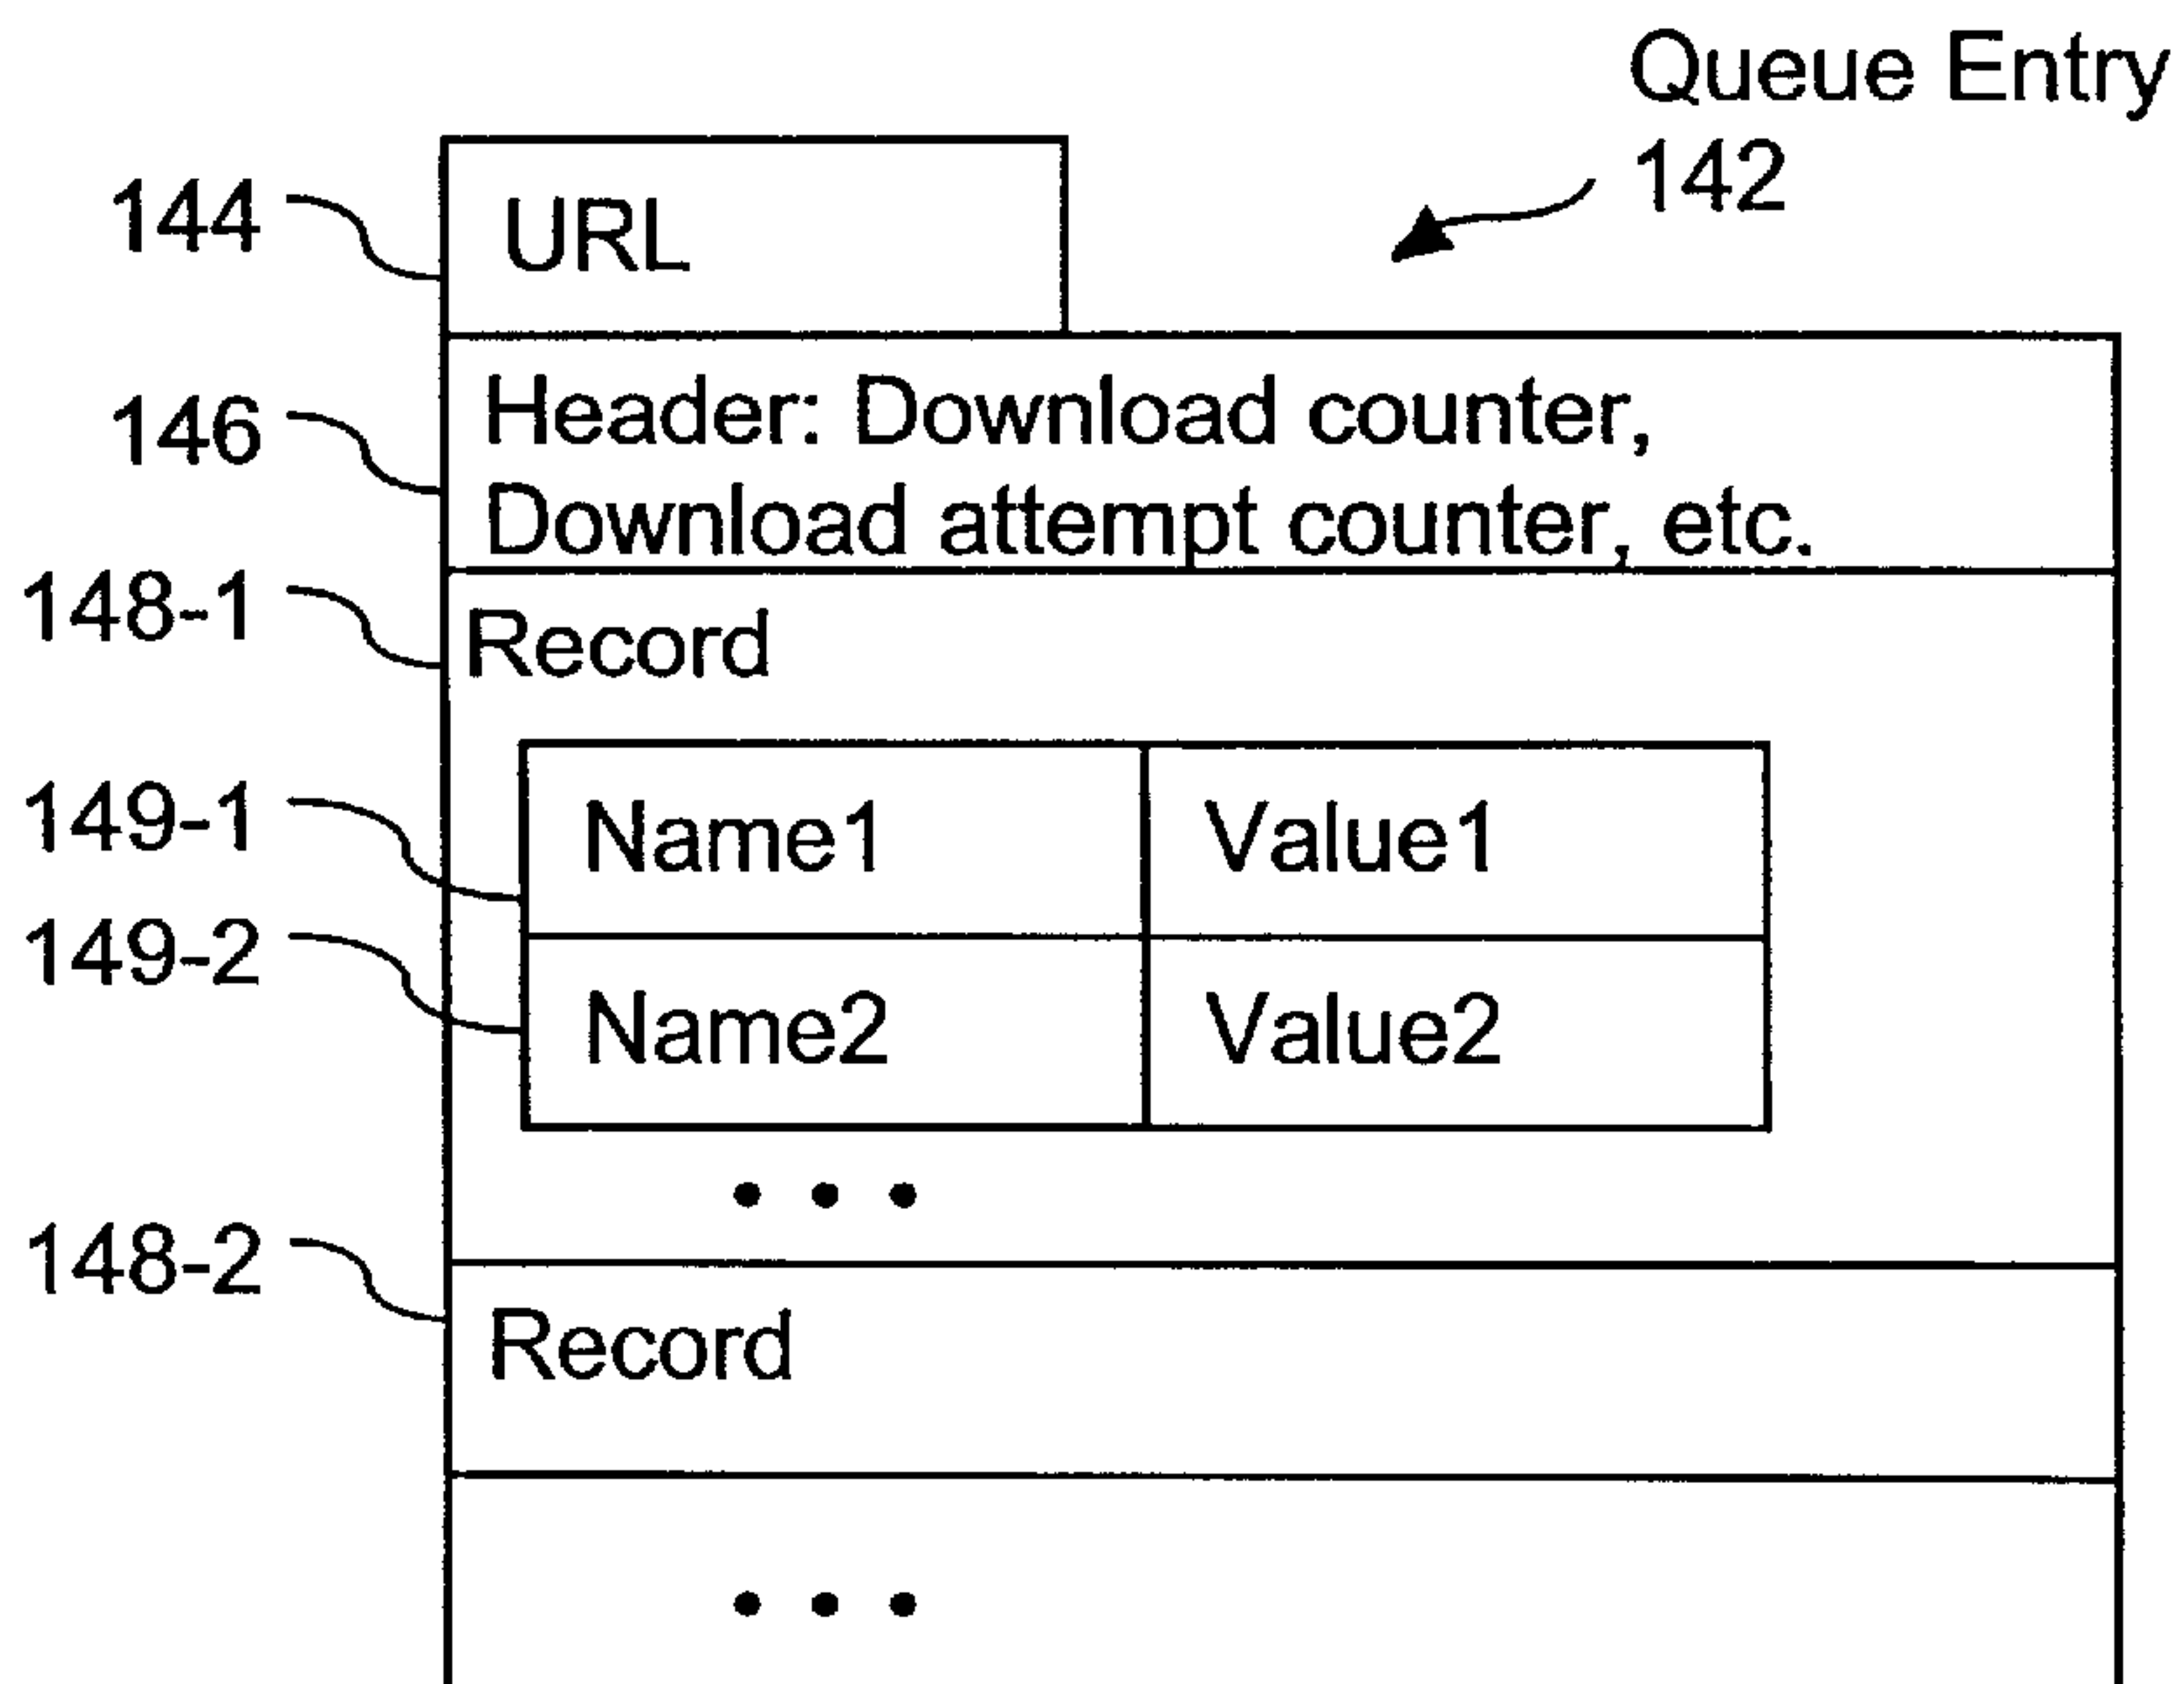 Queue Entry
142
144
URL
146
Header: Download counter,
Download attempt counter, etc.
148-1
Record
149-1
Name1 Value1
149-2
Name2 Value2
• • •
148-2
Record
• • •